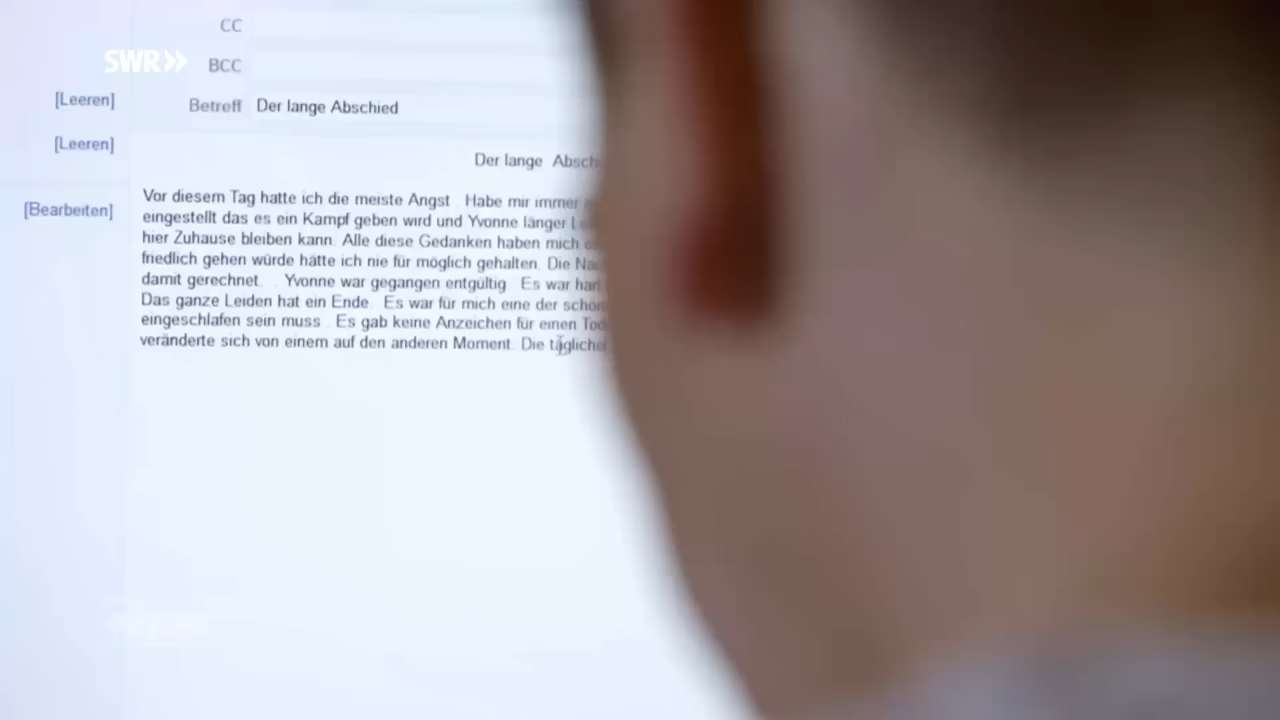 CC
SWR»
BCC
[Leeren]
Betreff Der lange Abschied
[Leeren]
Der lange Absch
[Bearbeiten]
Vor diesem Tag hatte ich die meiste Angst . Habe mir immer
eingestellt das es ein Kampf geben wird und Yvonne länger
hier Zuhause bleiben kann. Alle diese Gedanken haben mich
friedlich gehen würde hätte ich nie für möglich gehalten. Die
damit gerechnet. . Yvonne war gegangen entgültig . Es war
Das ganze Leiden hat ein Ende . Es war für mich eine der
eingeschlafen sein muss . Es gab keine Anzeichen für einen
veränderte sich von einem auf den anderen Moment. Die